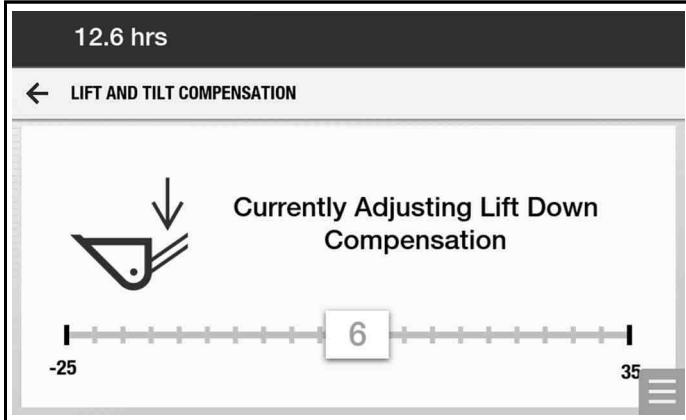 12.6 hrs
LIFT AND TILT COMPENSATION
Currently Adjusting Lift Down
Compensation
6
-25
35